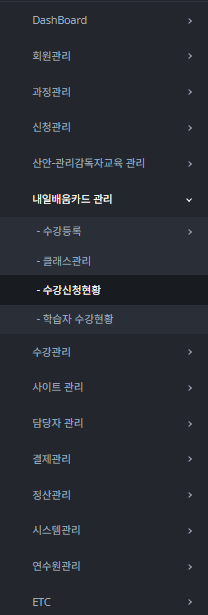 DashBoard
회원관리
과정관리
신청관리
산안-관리감독자교육 관리
내일배움카드 관리
- 수강등록
- 클래스관리
- 수강신청현황
- 학습자 수강현황
수강관리
사이트 관리
담당자 관리
결제관리
정산관리
시스템관리
연수원관리
ETC